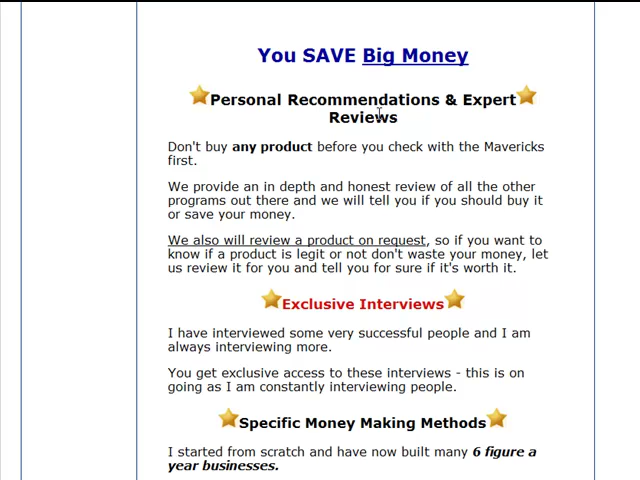 You SAVE Big Money
Personal Recommendations & Expert
Reviews
Don't buy any product before you check with the Mavericks
first.
We provide an in depth and honest review of all the other
programs out there and we will tell you if you should buy it
or save your money.
We also will review a product on request, so if you want to
know if a product is legit or not don't waste your money, let
us review it for you and tell you for sure if it's worth it.
Exclusive Interviews
I have interviewed some very successful people and I am
always interviewing more.
You get exclusive access to these interviews - this is on
going as I am constantly interviewing people.
Specific Money Making Methods
I started from scratch and have now built many 6 figure a
year businesses.